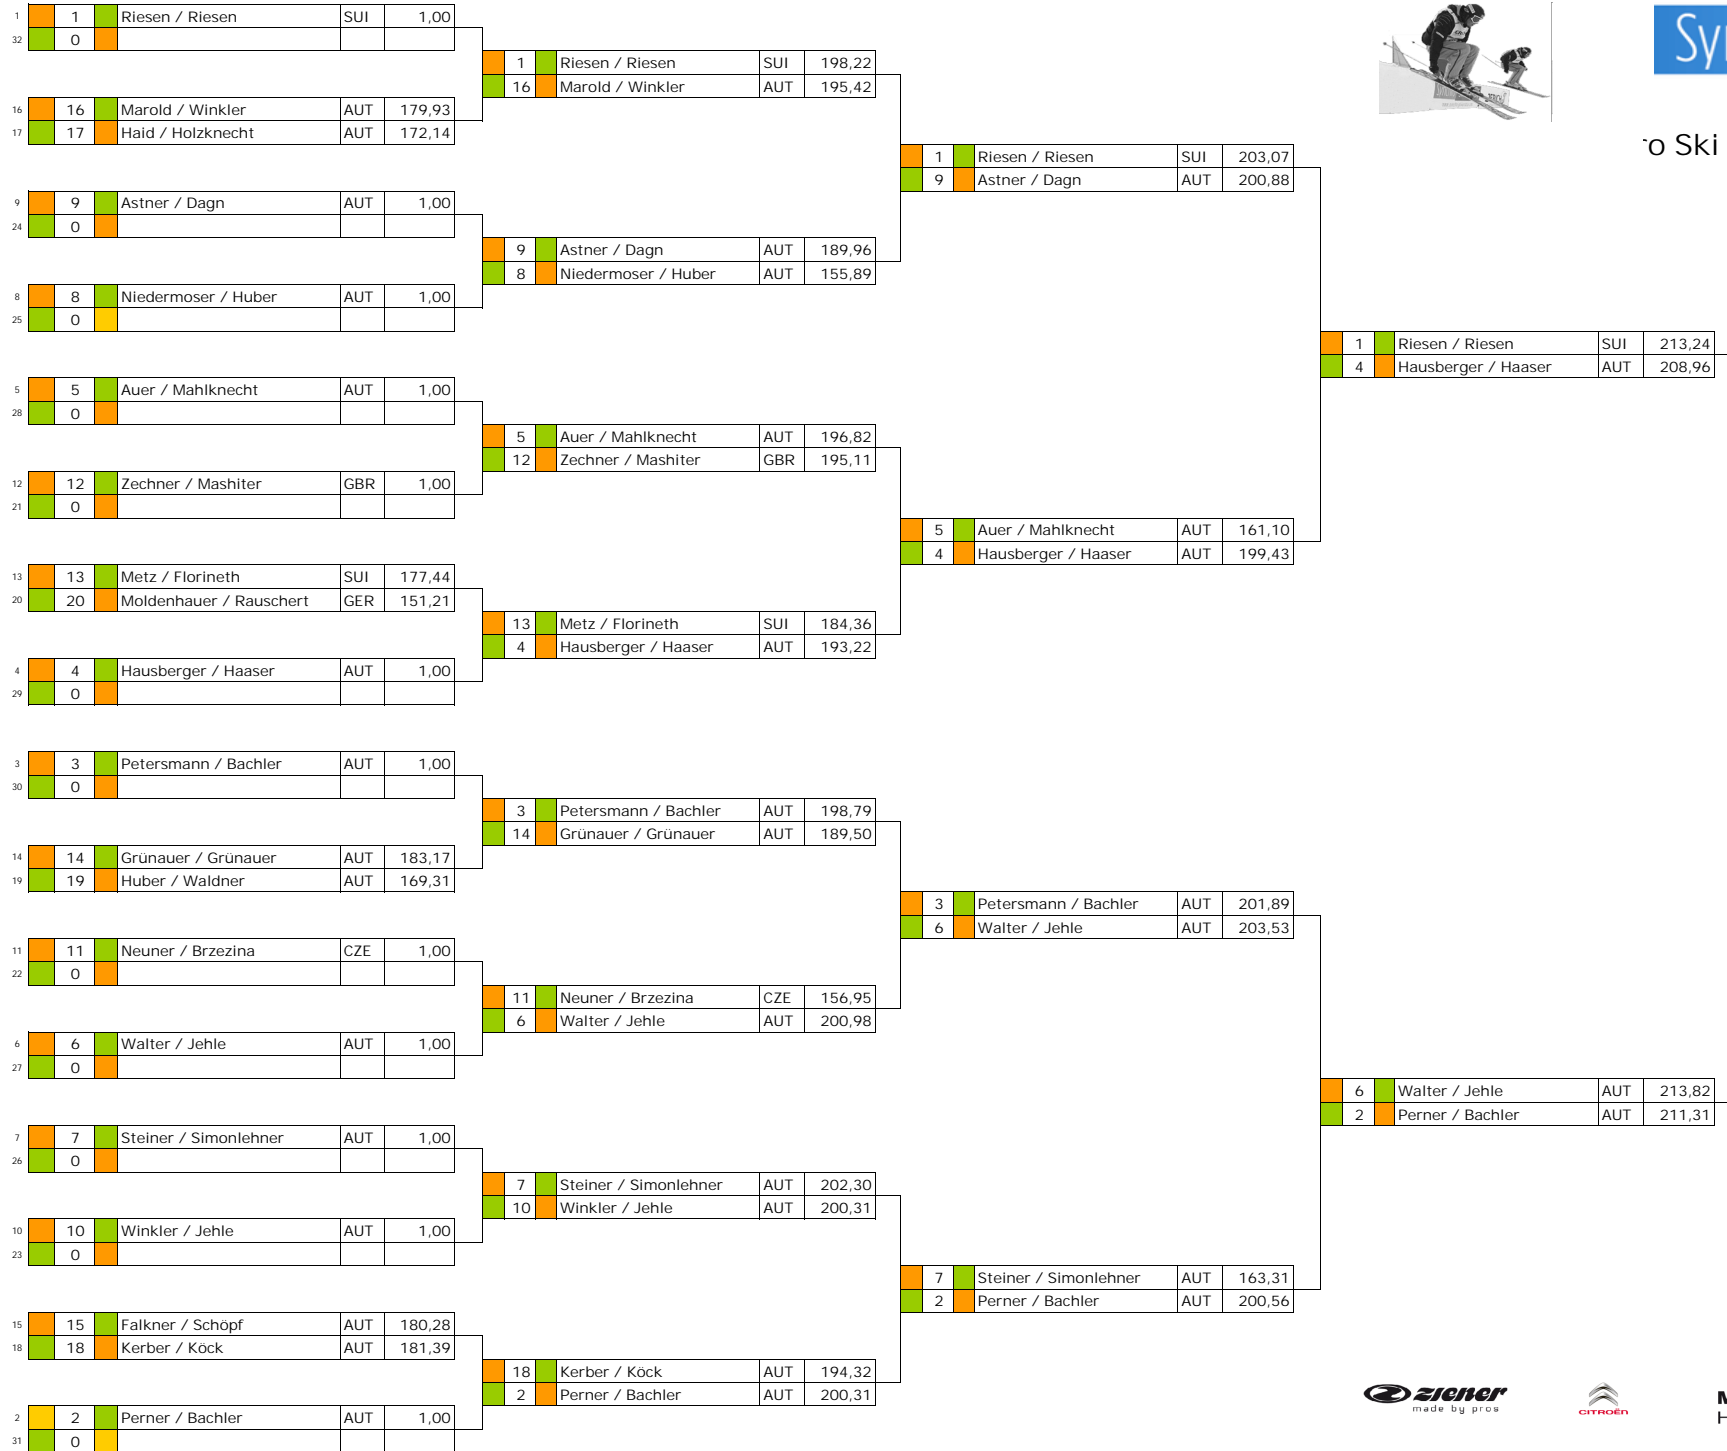 1 1 Riesen / Riesen SUI 1,00
32 0
16 16 Marold / Winkler AUT 179,93
17 17 Haid / Holzknecht AUT 172,14
9 9 Astner / Dagn AUT 1,00
24 0
8 8 Niedermoser / Huber AUT 1,00
25 0
5 5 Auer / Mahlknecht AUT 1,00
28 0
12 12 Zechner / Mashiter GBR 1,00
21 0
13 13 Metz / Florineth SUI 177,44
20 20 Moldenhauer / Rauschert GER 151,21
4 4 Hausberger / Haaser AUT 1,00
29 0
3 3 Petersmann / Bachler AUT 1,00
30 0
14 14 Grünauer / Grünauer AUT 183,17
19 19 Huber / Waldner AUT 169,31
11 11 Neuner / Brzezina CZE 1,00
22 0
6 6 Walter / Jehle AUT 1,00
27 0
7 7 Steiner / Simonlehner AUT 1,00
26 0
10 10 Winkler / Jehle AUT 1,00
23 0
15 15 Falkner / Schöpf AUT 180,28
18 18 Kerber / Köck AUT 181,39
2 2 Perner / Bachler AUT 1,00
31 0
1 Riesen / Riesen SUI 198,22
16 Marold / Winkler AUT 195,42
9 Astner / Dagn AUT 189,96
8 Niedermoser / Huber AUT 155,89
5 Auer / Mahlknecht AUT 196,82
12 Zechner / Mashiter GBR 195,11
13 Metz / Florineth SUI 184,36
4 Hausberger / Haaser AUT 193,22
3 Petersmann / Bachler AUT 198,79
14 Grünauer / Grünauer AUT 189,50
11 Neuner / Brzezina CZE 156,95
6 Walter / Jehle AUT 200,98
7 Steiner / Simonlehner AUT 202,30
10 Winkler / Jehle AUT 200,31
18 Kerber / Köck AUT 194,32
2 Perner / Bachler AUT 200,31
1 Riesen / Riesen SUI 203,07
9 Astner / Dagn AUT 200,88
5 Auer / Mahlknecht AUT 161,10
4 Hausberger / Haaser AUT 199,43
3 Petersmann / Bachler AUT 201,89
6 Walter / Jehle AUT 203,53
7 Steiner / Simonlehner AUT 163,31
2 Perner / Bachler AUT 200,56
Sy
o Ski
1 Riesen / Riesen SUI 213,24
4 Hausberger / Haaser AUT 208,96
6 Walter / Jehle AUT 213,82
2 Perner / Bachler AUT 211,31
ziener
made by pros
CITROËN